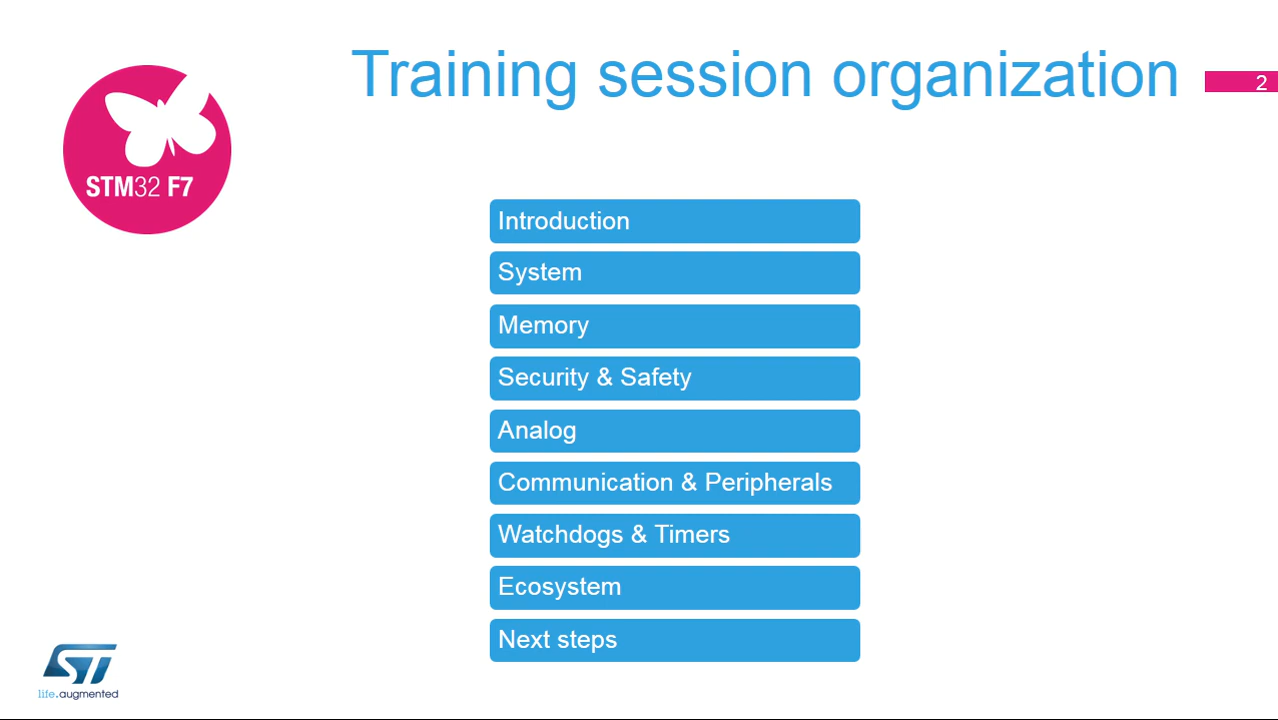 Training session organization
2
STM32 F7
Introduction
System
Memory
Security & Safety
Analog
Communication & Peripherals
Watchdogs & Timers
Ecosystem
Next steps
ST
life.augmented